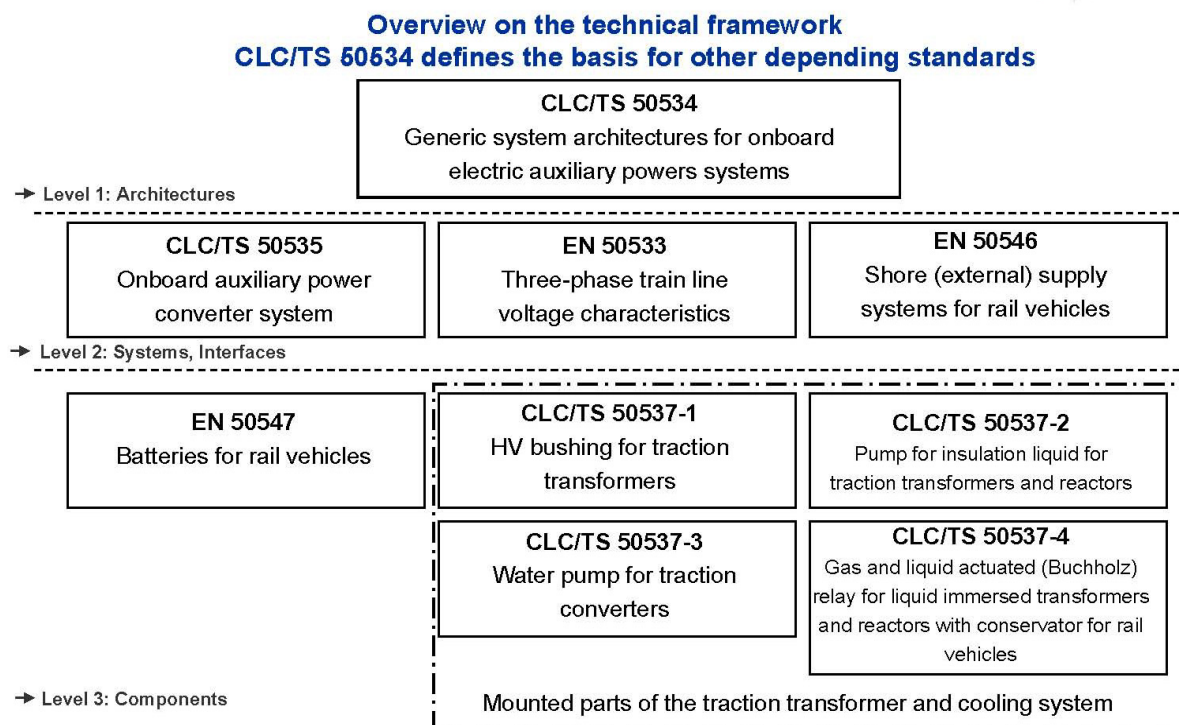 Overview on the technical framework
CLC/TS 50534 defines the basis for other depending standards
CLC/TS 50534
Generic system architectures for onboard
electric auxiliary powers systems
→ Level 1: Architectures
CLC/TS 50535
Onboard auxiliary power
converter system
EN 50533
Three-phase train line
voltage characteristics
EN 50546
Shore (external) supply
systems for rail vehicles
→ Level 2: Systems, Interfaces
EN 50547
Batteries for rail vehicles
CLC/TS 50537-1
HV bushing for traction
transformers
CLC/TS 50537-2
Pump for insulation liquid for
traction transformers and reactors
CLC/TS 50537-3
Water pump for traction
converters
CLC/TS 50537-4
Gas and liquid actuated (Buchholz)
relay for liquid immersed transformers
and reactors with conservator for rail
vehicles
→ Level 3: Components
Mounted parts of the traction transformer and cooling system